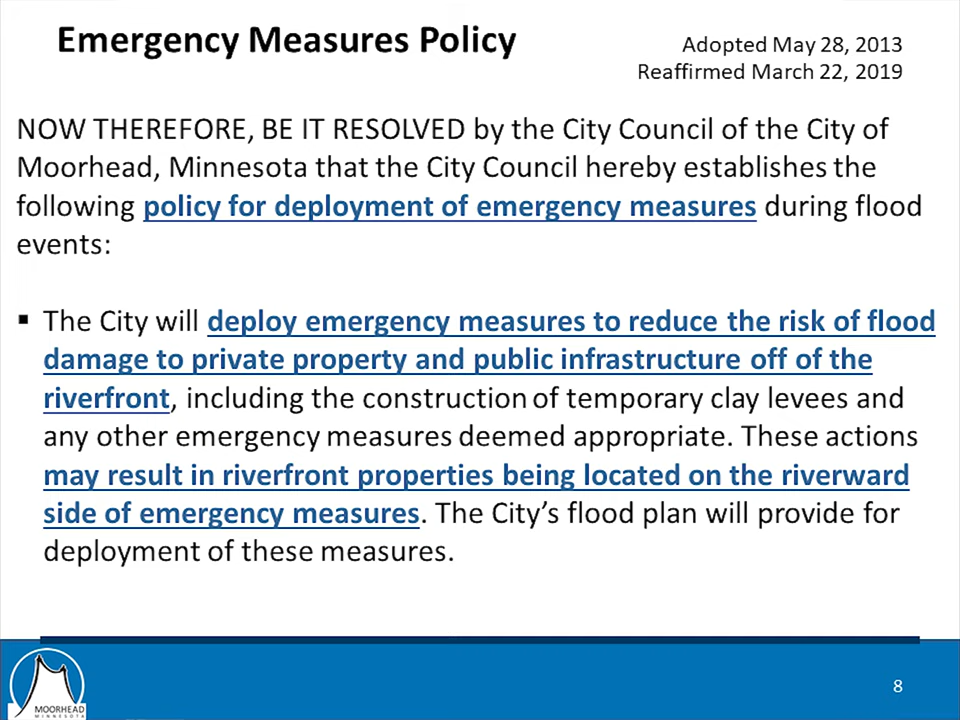 Emergency Measures Policy
Adopted May 28, 2013
Reaffirmed March 22, 2019
NOW THEREFORE, BE IT RESOLVED by the City Council of the City of
Moorhead, Minnesota that the City Council hereby establishes the
following policy for deployment of emergency measures during flood
events:
▪ The City will deploy emergency measures to reduce the risk of flood
damage to private property and public infrastructure off of the
riverfront, including the construction of temporary clay levees and
any other emergency measures deemed appropriate. These actions
may result in riverfront properties being located on the riverward
side of emergency measures. The City’s flood plan will provide for
deployment of these measures.
MOORHEAD
MINNESOTA
8